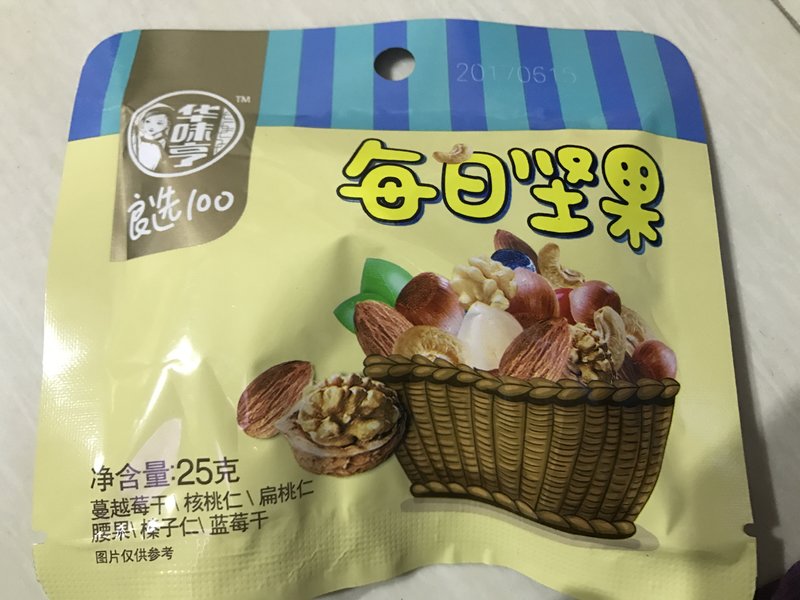 20170615
华味亨
TM
良选100
每日坚果
净含量:25克
蔓越莓干\核桃仁\扁桃仁
腰果\榛子仁\蓝莓干
图片仅供参考